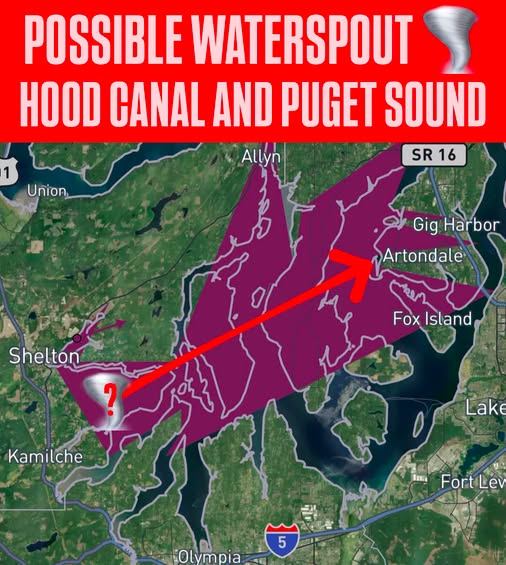 POSSIBLE WATERSPOUT
HOOD CANAL AND PUGET SOUND
Allyn
SR 16
Union
Gig Harbor
Artondale
Fox Island
Shelton
?
Lake
Kamilche
Fort Lew
5
Olympia